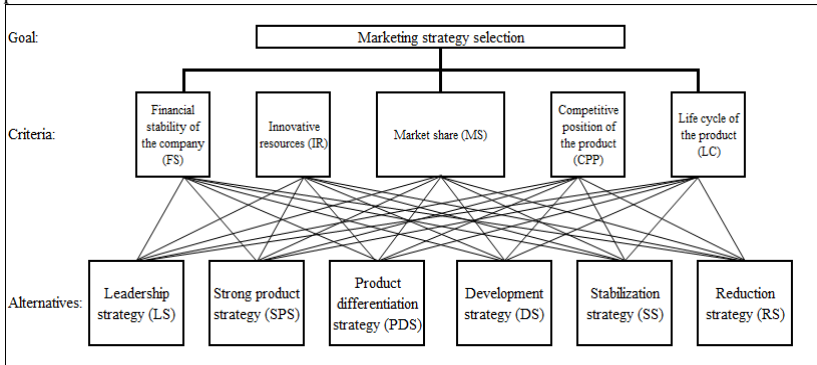 Goal:
Marketing strategy selection
Criteria:
Financial
stability of
the company
(FS)
Innovative
resources (IR)
Market share (MS)
Competitive
position of
the product
(CPP)
Life cycle of
the product
(LC)
Alternatives:
Leadership
strategy (LS)
Strong product
strategy (SPS)
Product
differentiation
strategy (PDS)
Development
strategy (DS)
Stabilization
strategy (SS)
Reduction
strategy (RS)